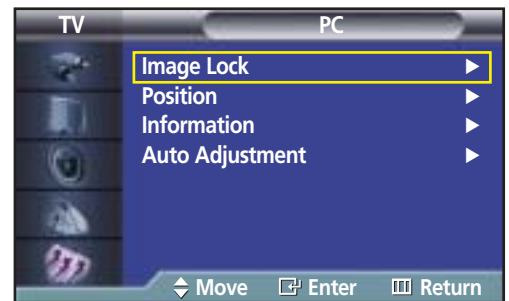 TV PC
Image Lock
Position
Information
Auto Adjustment
Move Enter Return